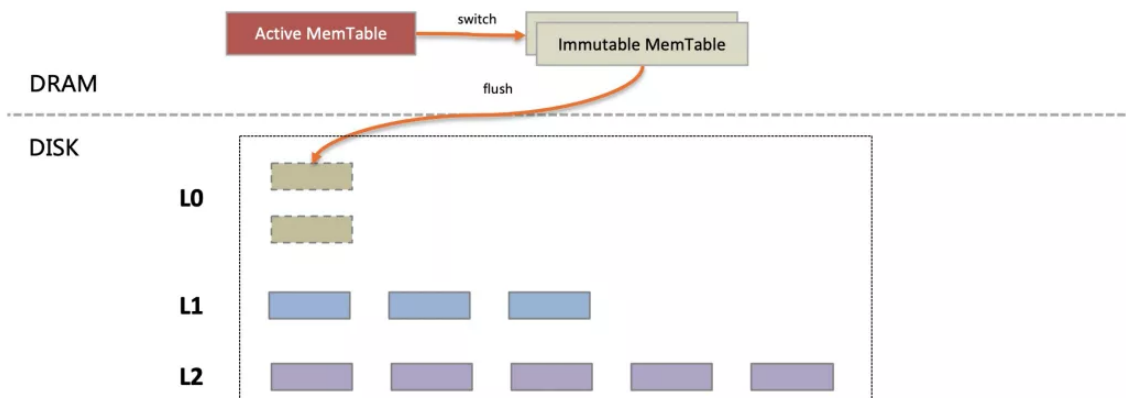 switch
Active MemTable
Immutable MemTable
DRAM
flush
DISK
L0
L1
L2